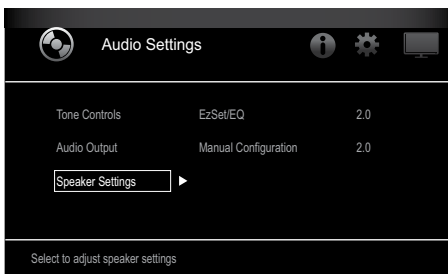 Audio Settings
Tone Controls EzSet/EQ 2.0
Audio Output Manual Configuration 2.0
Speaker Settings
Select to adjust speaker settings